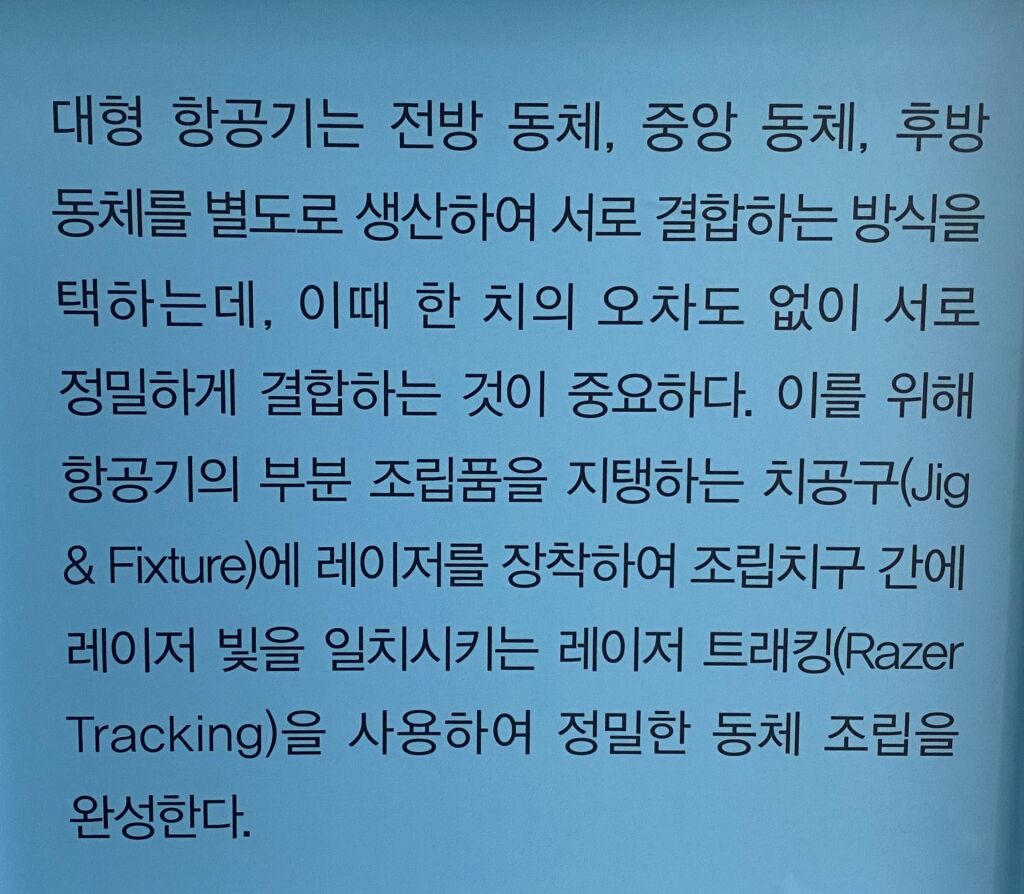 대형 항공기는 전방 동체, 중앙 동체, 후방
동체를 별도로 생산하여 서로 결합하는 방식을
택하는데, 이때 한 치의 오차도 없이 서로
정밀하게 결합하는 것이 중요하다. 이를 위해
항공기의 부분 조립품을 지탱하는 치공구(Jig
& Fixture)에 레이저를 장착하여 조립치구 간에
레이저 빛을 일치시키는 레이저 트래킹(Razer
Tracking)을 사용하여 정밀한 동체 조립을
완성한다.